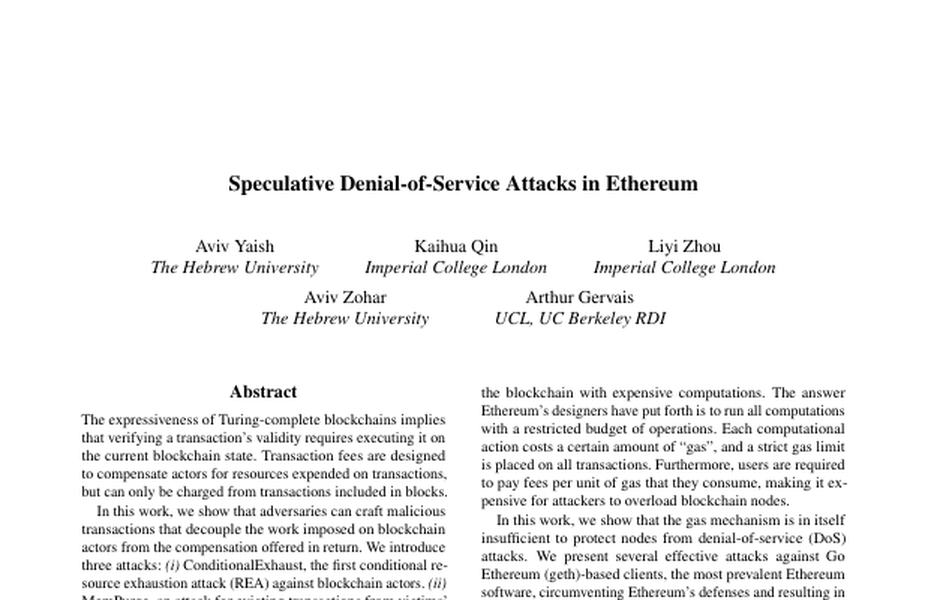 Speculative Denial-of-Service Attacks in Ethereum
Aviv Yaish
The Hebrew University
Kaihua Qin
Imperial College London
Liyi Zhou
Imperial College London
Aviv Zohar
The Hebrew University
Arthur Gervais
UCL, UC Berkeley RDI
Abstract
The expressiveness of Turing-complete blockchains implies
that verifying a transaction's validity requires executing it on
the current blockchain state. Transaction fees are designed
to compensate actors for resources expended on transactions,
but can only be charged from transactions included in blocks.
In this work, we show that adversaries can craft malicious
transactions that decouple the work imposed on blockchain
actors from the compensation offered in return. We introduce
three attacks: (i) ConditionalExhaust, the first conditional re-
source exhaustion attack (REA) against blockchain actors. (ii)
the blockchain with expensive computations. The answer
Ethereum's designers have put forth is to run all computations
with a restricted budget of operations. Each computational
action costs a certain amount of “gas”, and a strict gas limit
is placed on all transactions. Furthermore, users are required
to pay fees per unit of gas that they consume, making it ex-
pensive for attackers to overload blockchain nodes.
In this work, we show that the gas mechanism is in itself
insufficient to protect nodes from denial-of-service (DoS)
attacks. We present several effective attacks against Go
Ethereum (geth)-based clients, the most prevalent Ethereum
software, circumventing Ethereum's defenses and resulting in